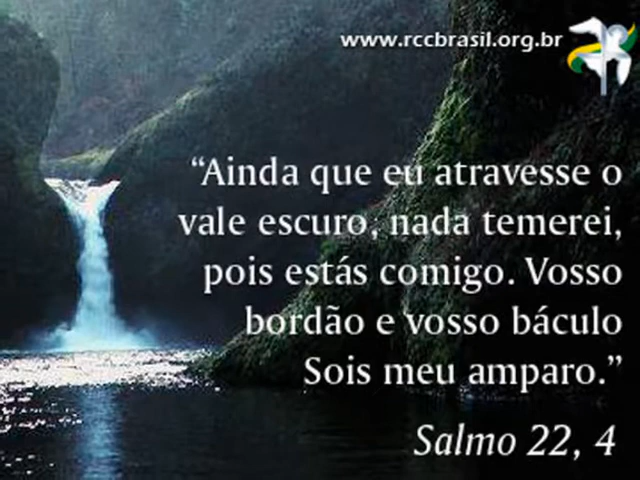 www.rccbrasil.org.br
“Ainda que eu atravesse o
vale escuro, nada temerei,
pois estás comigo. Vosso
bordão e vosso báculo
Sois meu amparo.”
Salmo 22, 4